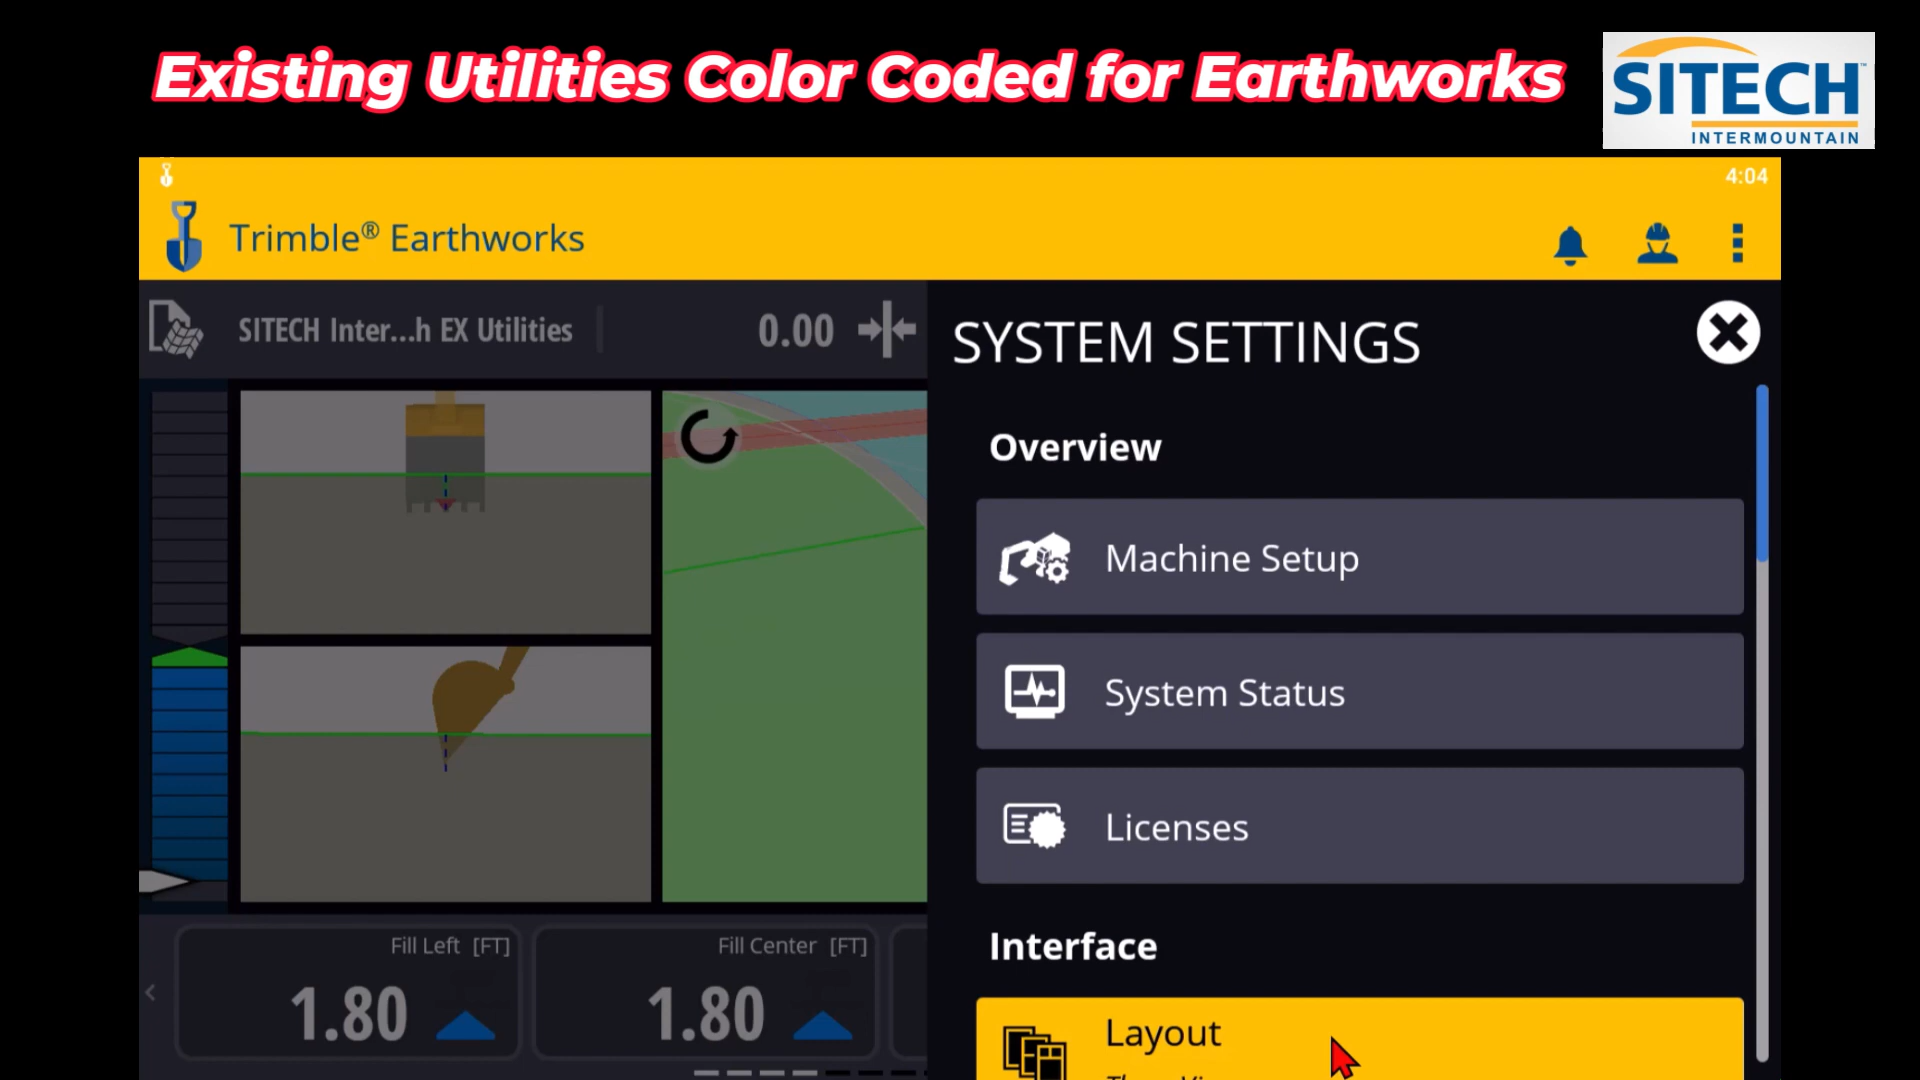 Existing Utilities Color Coded for Earthworks
SITECH™
INTERMOUNTAIN
4:04
Trimble® Earthworks
SITECH Inter...h EX Utilities
0.00
SYSTEM SETTINGS
Overview
Machine Setup
System Status
Licenses
Interface
Layout
Fill Left [FT]
1.80
Fill Center [FT]
1.80